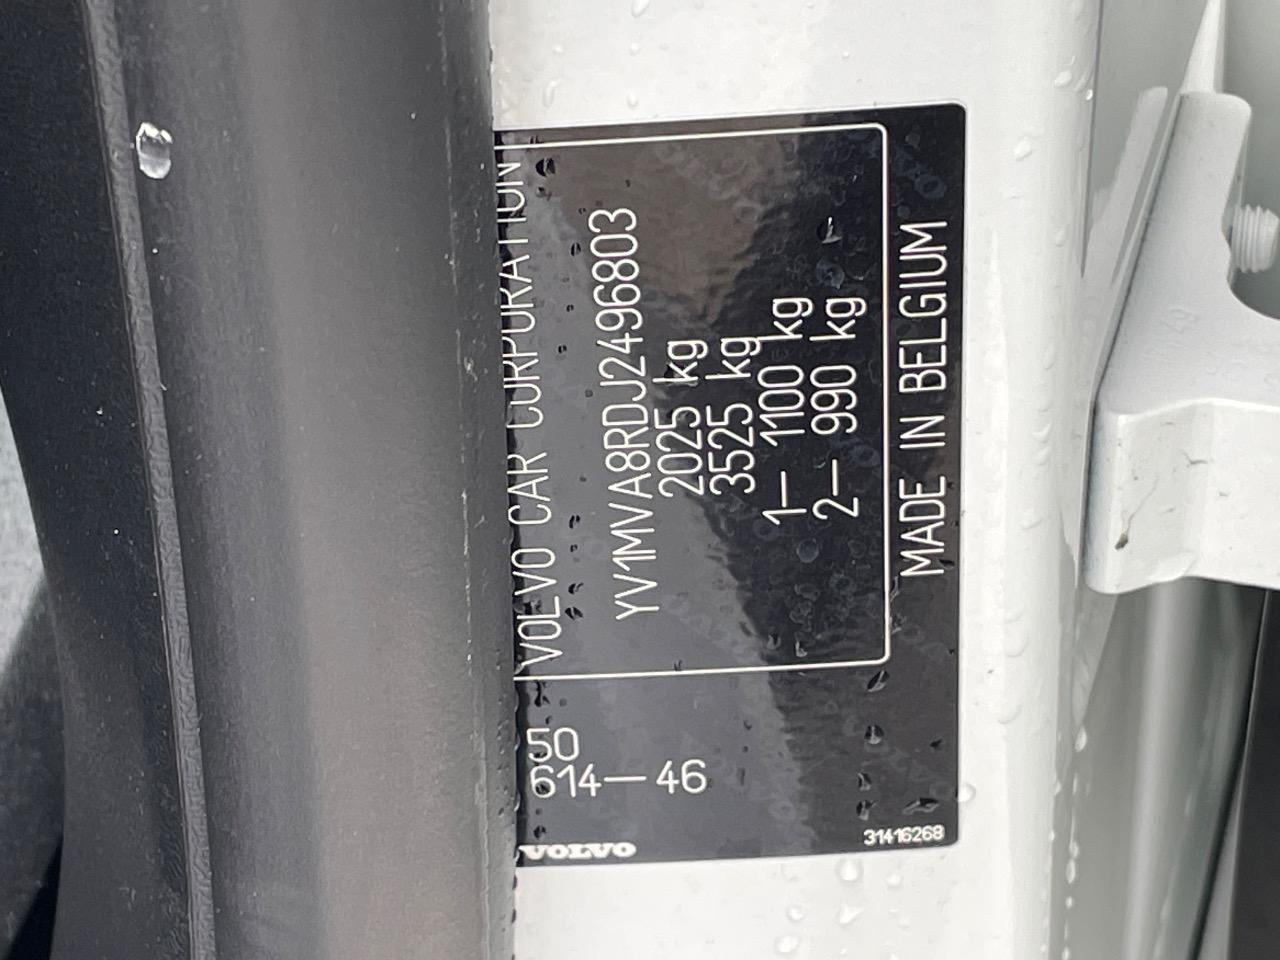 VOLVO CAR CORPORATION
YV1MVA8RDJ2496803
2025 kg
3525 kg
1– 1100 kg
2– 990 kg
MADE IN BELGIUM
50
614–46
VOLVO
31416268